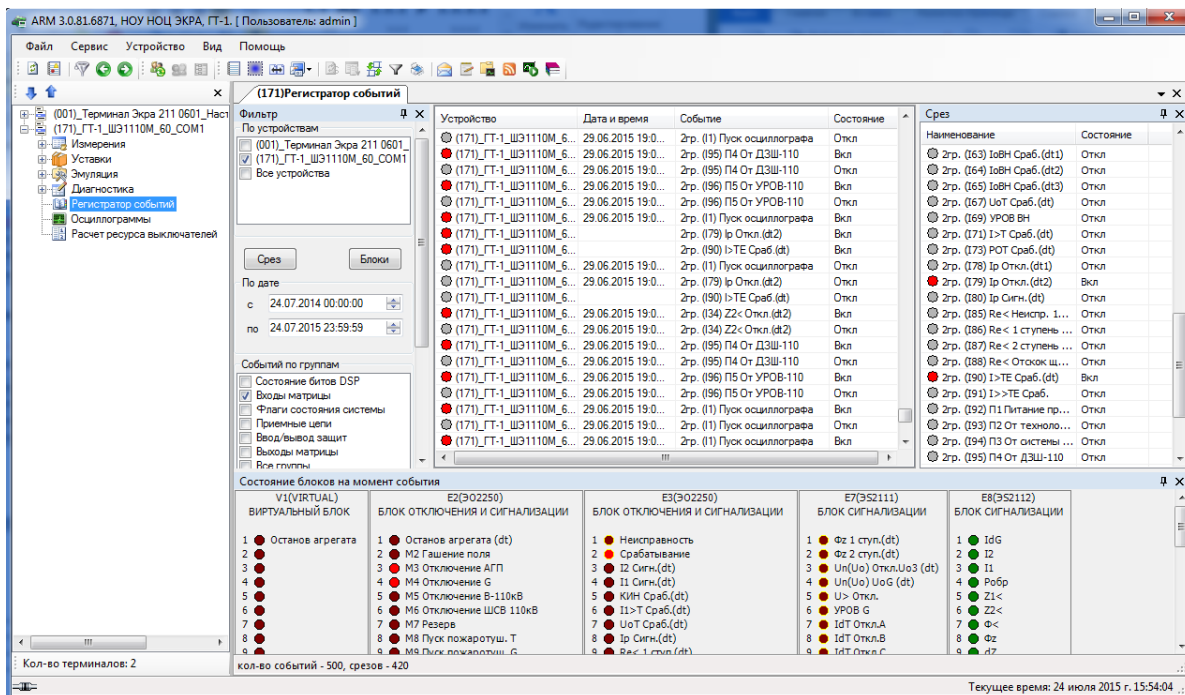 ARM 3.0.81.6871, НОУ НОЦ ЭКРА, ГТ-1. [ Пользователь: admin ]
Файл Сервис Устройство Вид Помощь
(001)_Терминал Экра 211 0601_Наст
(171)_ГТ-1_ШЭ1110М_60_COM1
Измерения
Уставки
Эмуляция
Диагностика
Регистратор событий
Осциллограммы
Расчет ресурса выключателей
Кол-во терминалов: 2
(171)Регистратор событий
Фильтр
По устройствам
(001)_Терминал Экра 211 0601_
(171)_ГТ-1_ШЭ1110М_60_COM1
Все устройства
Срез Блоки
По дате
с 24.07.2014 00:00:00
по 24.07.2015 23:59:59
Событий по группам
Состояние битов DSP
Входы матрицы
Флаги состояния системы
Приемные цепи
Ввод/вывод защит
Выходы матрицы
Все группы
Устройство Дата и время Событие Состояние
(171)_ГТ-1_ШЭ1110М_6... 29.06.2015 19:0... 2гр. (I1) Пуск осциллографа Откл
(171)_ГТ-1_ШЭ1110М_6... 29.06.2015 19:0... 2гр. (I95) П4 От ДЗШ-110 Вкл
(171)_ГТ-1_ШЭ1110М_6... 29.06.2015 19:0... 2гр. (I95) П4 От ДЗШ-110 Откл
(171)_ГТ-1_ШЭ1110М_6... 29.06.2015 19:0... 2гр. (I96) П5 От УРОВ-110 Вкл
(171)_ГТ-1_ШЭ1110М_6... 29.06.2015 19:0... 2гр. (I96) П5 От УРОВ-110 Откл
(171)_ГТ-1_ШЭ1110М_6... 29.06.2015 19:0... 2гр. (I1) Пуск осциллографа Вкл
(171)_ГТ-1_ШЭ1110М_6... 2гр. (I79) Ip Откл.(dt2) Вкл
(171)_ГТ-1_ШЭ1110М_6... 2гр. (I90) I>ТЕ Сраб.(dt) Вкл
(171)_ГТ-1_ШЭ1110М_6... 29.06.2015 19:0... 2гр. (I1) Пуск осциллографа Откл
(171)_ГТ-1_ШЭ1110М_6... 29.06.2015 19:0... 2гр. (I79) Ip Откл.(dt2) Откл
(171)_ГТ-1_ШЭ1110М_6... 2гр. (I90) I>ТЕ Сраб.(dt) Откл
(171)_ГТ-1_ШЭ1110М_6... 29.06.2015 19:0... 2гр. (I34) Z2< Откл.(dt2) Вкл
(171)_ГТ-1_ШЭ1110М_6... 29.06.2015 19:0... 2гр. (I34) Z2< Откл.(dt2) Откл
(171)_ГТ-1_ШЭ1110М_6... 29.06.2015 19:0... 2гр. (I95) П4 От ДЗШ-110 Вкл
(171)_ГТ-1_ШЭ1110М_6... 29.06.2015 19:0... 2гр. (I95) П4 От ДЗШ-110 Откл
(171)_ГТ-1_ШЭ1110М_6... 29.06.2015 19:0... 2гр. (I96) П5 От УРОВ-110 Вкл
(171)_ГТ-1_ШЭ1110М_6... 29.06.2015 19:0... 2гр. (I96) П5 От УРОВ-110 Откл
(171)_ГТ-1_ШЭ1110М_6... 29.06.2015 19:0... 2гр. (I1) Пуск осциллографа Вкл
(171)_ГТ-1_ШЭ1110М_6... 29.06.2015 19:0... 2гр. (I1) Пуск осциллографа Откл
(171)_ГТ-1_ШЭ1110М_6... 29.06.2015 19:0... 2гр. (I1) Пуск осциллографа Вкл
Срез
Наименование Состояние
2гр. (I63) IoВН Сраб.(dt1) Откл
2гр. (I64) IoВН Сраб.(dt2) Откл
2гр. (I65) IoВН Сраб.(dt3) Откл
2гр. (I67) UoT Сраб.(dt) Откл
2гр. (I69) УРОВ ВН Откл
2гр. (I71) I>T Сраб.(dt) Откл
2гр. (I73) РОТ Сраб.(dt) Откл
2гр. (I78) Ip Откл.(dt1) Откл
2гр. (I79) Ip Откл.(dt2) Вкл
2гр. (I80) Ip Сигн.(dt) Откл
2гр. (I85) Re< Неиспр. 1... Откл
2гр. (I86) Re< 1 ступень ... Откл
2гр. (I87) Re< 2 ступень ... Откл
2гр. (I88) Re< Отскок щ... Откл
2гр. (I90) I>TE Сраб.(dt) Вкл
2гр. (I91) I>>TE Сраб. Откл
2гр. (I92) П1 Питание пр... Откл
2гр. (I93) П2 От техноло... Откл
2гр. (I94) П3 От системы ... Откл
2гр. (I95) П4 От ДЗШ-110 Откл
Состояние блоков на момент события
V1(VIRTUAL)
ВИРТУАЛЬНЫЙ БЛОК
1 Останов агрегата
2
3
4
5
6
7
8
9
E2(ЭО2250)
БЛОК ОТКЛЮЧЕНИЯ И СИГНАЛИЗАЦИИ
1 Останов агрегата (dt)
2 М2 Гашение поля
3 М3 Отключение АГП
4 М4 Отключение G
5 М5 Отключение В-110кВ
6 М6 Отключение ШСВ 110кВ
7 М7 Резерв
8 М8 Пуск пожаротуш. Т
9 М9 Пуск пожаротуш. G
E3(ЭО2250)
БЛОК ОТКЛЮЧЕНИЯ И СИГНАЛИЗАЦИИ
1 Неисправность
2 Срабатывание
3 I2 Сигн.(dt)
4 I1 Сигн.(dt)
5 КИН Сраб.(dt)
6 I1>T Сраб.(dt)
7 UoT Сраб.(dt)
8 Ip Сигн.(dt)
9 Re< 1 ступ.(dt)
E7(ЭS2111)
БЛОК СИГНАЛИЗАЦИИ
1 Фz 1 ступ.(dt)
2 Фz 2 ступ.(dt)
3 Un(Uo) Откл.Uo3 (dt)
4 Un(Uo) UoG (dt)
5 U> Откл.
6 УРОВ G
7 IdT Откл.А
8 IdT Откл.В
9 IdT Откл.С
E8(ЭS2112)
БЛОК СИГНАЛИЗАЦИИ
1 IdG
2 I2
3 I1
4 Pобр
5 Z1<
6 Z2<
7 Ф<
8 Фz
9 dZ
кол-во событий - 500, срезов - 420
Текущее время: 24 июля 2015 г. 15:54:04